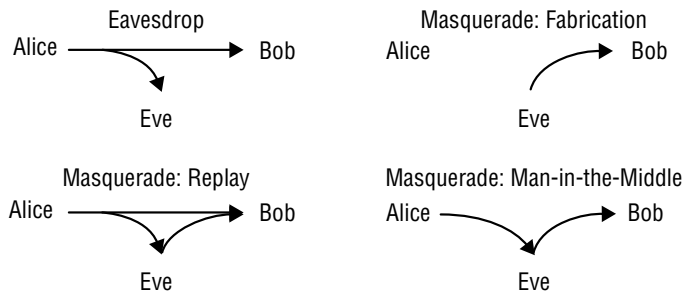 Eavesdrop
Alice Bob
Eve
Masquerade: Fabrication
Alice Bob
Eve
Masquerade: Replay
Alice Bob
Eve
Masquerade: Man-in-the-Middle
Alice Bob
Eve